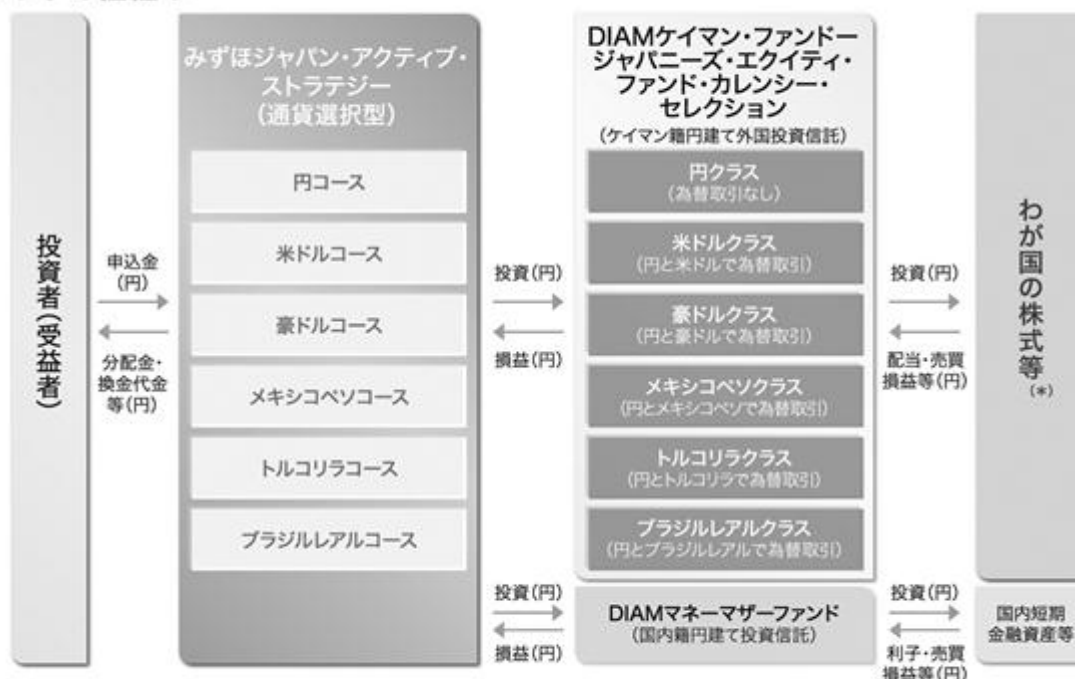 投資者(受益者)
申込金
(円)
分配金・
換金代金
等(円)
みずほジャパン・アクティブ・
ストラテジー
(通貨選択型)
円コース
米ドルコース
豪ドルコース
メキシコペソコース
トルコリラコース
ブラジルレアルコース
投資(円)
損益(円)
投資(円)
損益(円)
DIAMケイマン・ファンドー
ジャパニーズ・エクイティ・
ファンド・カレンシー・
セレクション
(ケイマン籍円建て外国投資信託)
円クラス
(為替取引なし)
米ドルクラス
(円と米ドルで為替取引)
豪ドルクラス
(円と豪ドルで為替取引)
メキシコペソクラス
(円とメキシコペソで為替取引)
トルコリラクラス
(円とトルコリラで為替取引)
ブラジルレアルクラス
(円とブラジルレアルで為替取引)
DIAMマネーマザーファンド
(国内籍円建て投資信託)
投資(円)
配当・売買
損益等(円)
投資(円)
利子・売買
損益等(円)
わが国の株式等
(*)
国内短期
金融資産等